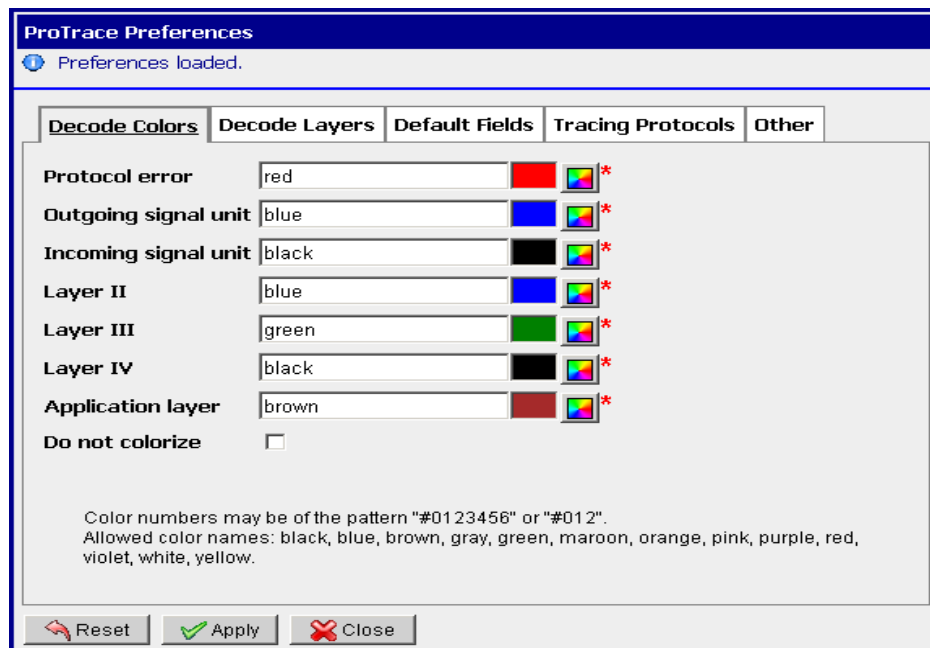 ProTrace Preferences
Preferences loaded.
Decode Colors Decode Layers Default Fields Tracing Protocols Other
Protocol error red *
Outgoing signal unit blue *
Incoming signal unit black *
Layer II blue *
Layer III green *
Layer IV black *
Application layer brown *
Do not colorize
Color numbers may be of the pattern "#0123456" or "#012".
Allowed color names: black, blue, brown, gray, green, maroon, orange, pink, purple, red,
violet, white, yellow.
Reset Apply Close